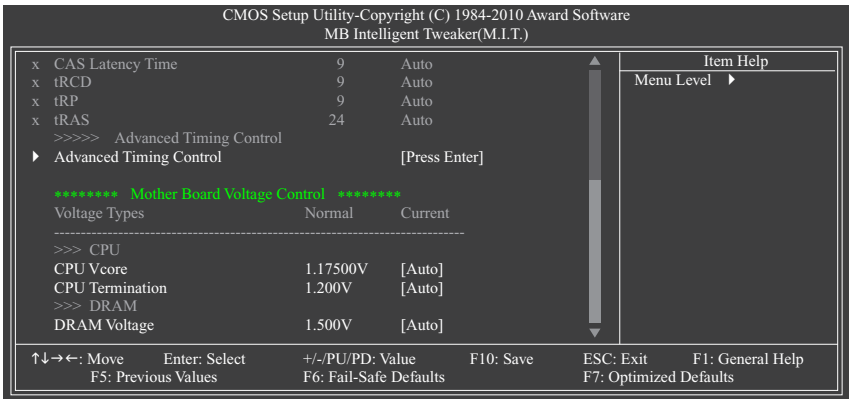 CMOS Setup Utility-Copyright (C) 1984-2010 Award Software
MB Intelligent Tweaker(M.I.T.)
x CAS Latency Time 9 Auto
x tRCD 9 Auto
x tRP 9 Auto
x tRAS 24 Auto
>>>>> Advanced Timing Control
Advanced Timing Control [Press Enter]
******** Mother Board Voltage Control ********
Voltage Types Normal Current
------------------------------------------------------------------------------
>>> CPU
CPU Vcore 1.17500V [Auto]
CPU Termination 1.200V [Auto]
>>> DRAM
DRAM Voltage 1.500V [Auto]
Item Help
Menu Level
↑↓→←: Move Enter: Select +/-/PU/PD: Value F10: Save ESC: Exit F1: General Help
F5: Previous Values F6: Fail-Safe Defaults F7: Optimized Defaults